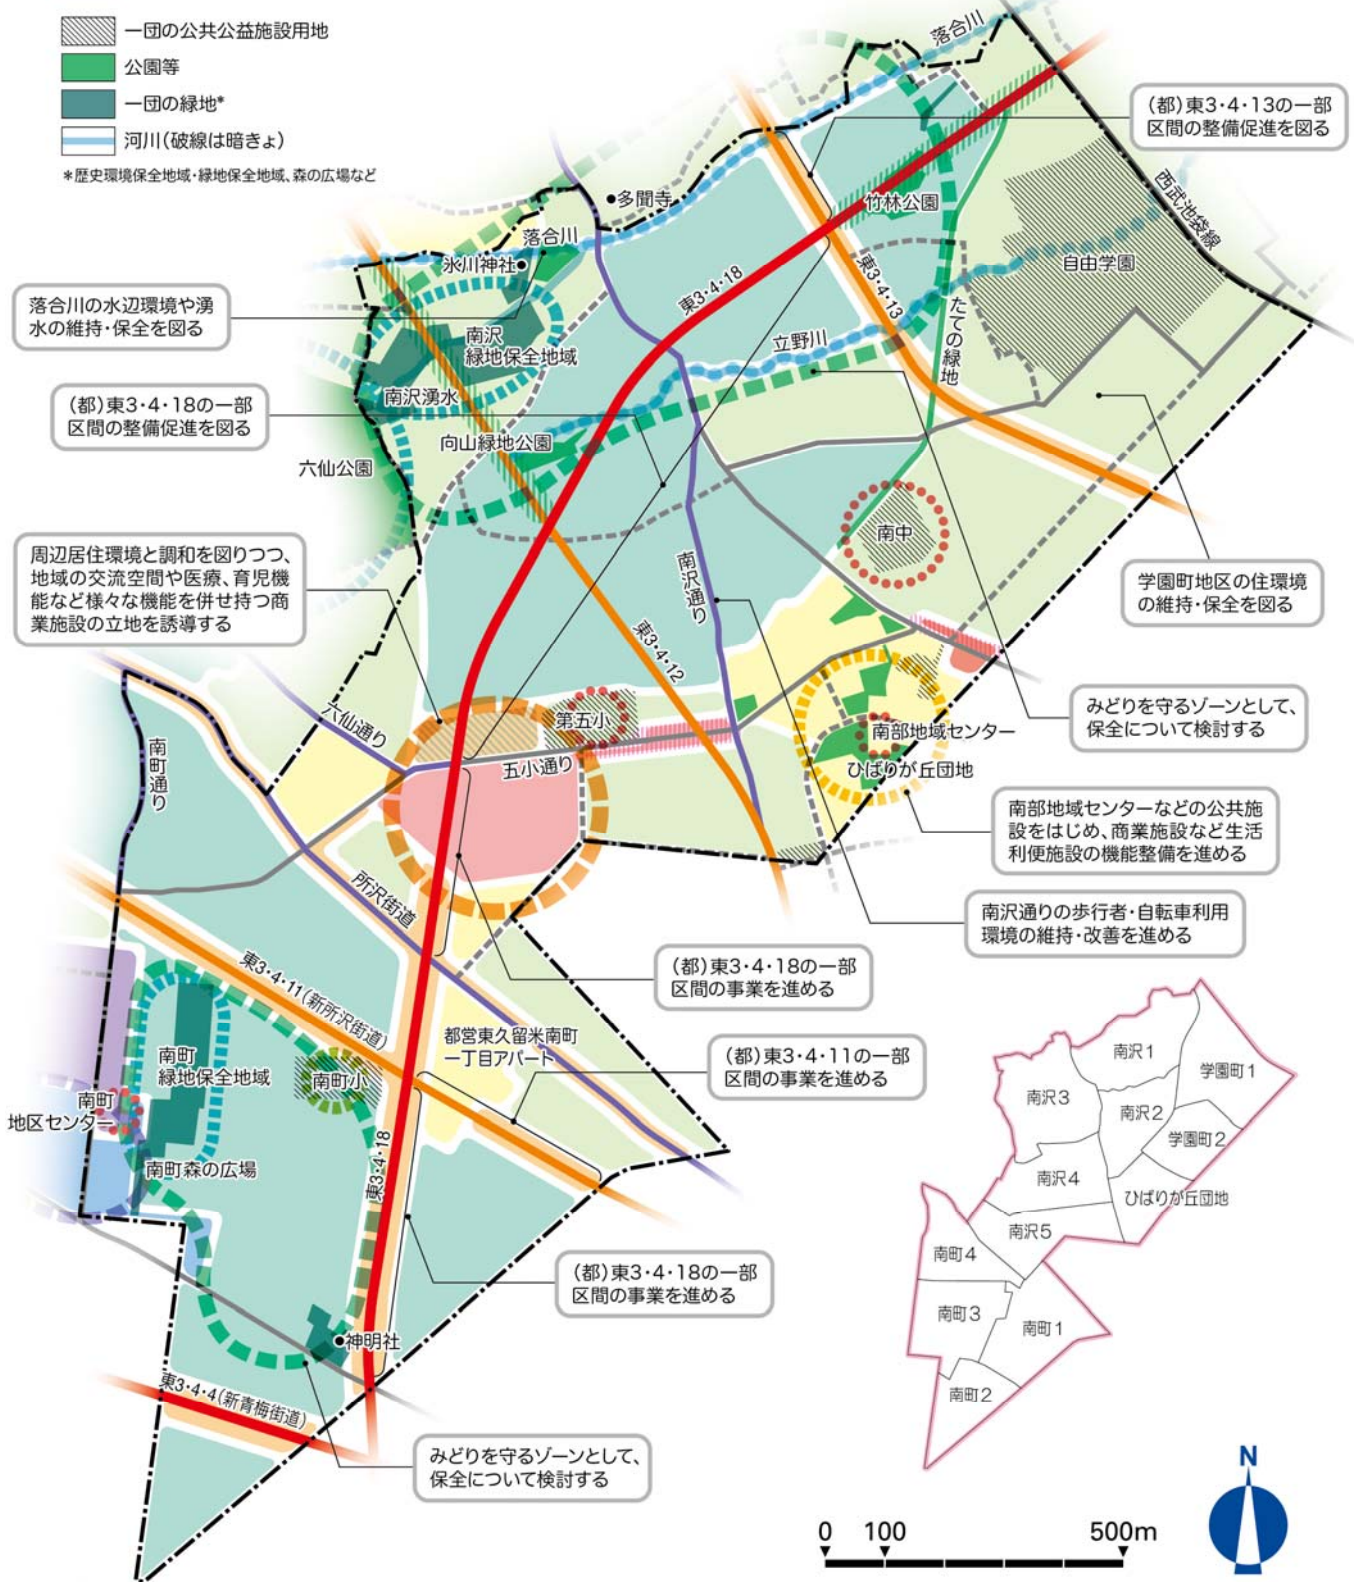 一団の公共公益施設用地
公園等
一団の緑地*
河川(破線は暗きょ)
*歴史環境保全地域・緑地保全地域、森の広場など
落合川
(都)東3・4・13の一部
区間の整備促進を図る
多聞寺
竹林公園
西武池袋線
落合川
氷川神社
自由学園
東3・4・18
東3・4・13
落合川の水辺環境や湧
水の維持・保全を図る
南沢
緑地保全地域
立野川
たての緑地
南沢湧水
(都)東3・4・18の一部
区間の整備促進を図る
向山緑地公園
六仙公園
南中
周辺居住環境と調和を図りつつ、
地域の交流空間や医療、育児機
能など様々な機能を併せ持つ商
業施設の立地を誘導する
南沢通り
学園町地区の住環境
の維持・保全を図る
東3・4・12
みどりを守るゾーンとして、
保全について検討する
六仙通り
第五小
南部地域センター
南町通り
五小通り
ひばりが丘団地
南部地域センターなどの公共施
設をはじめ、商業施設など生活
利便施設の機能整備を進める
所沢街道
南沢通りの歩行者・自転車利用
環境の維持・改善を進める
(都)東3・4・18の一部
区間の事業を進める
東3・4・11(新所沢街道)
都営東久留米南町
一丁目アパート
(都)東3・4・11の一部
区間の事業を進める
南町
緑地保全地域
南町小
南町
地区センター
南町森の広場
東3・4・18
(都)東3・4・18の一部
区間の事業を進める
神明社
東3・4・4(新青梅街道)
みどりを守るゾーンとして、
保全について検討する
南沢1
学園町1
南沢3
南沢2
学園町2
南沢4
ひばりが丘団地
南沢5
南町4
南町3
南町1
南町2
N
0 100 500m